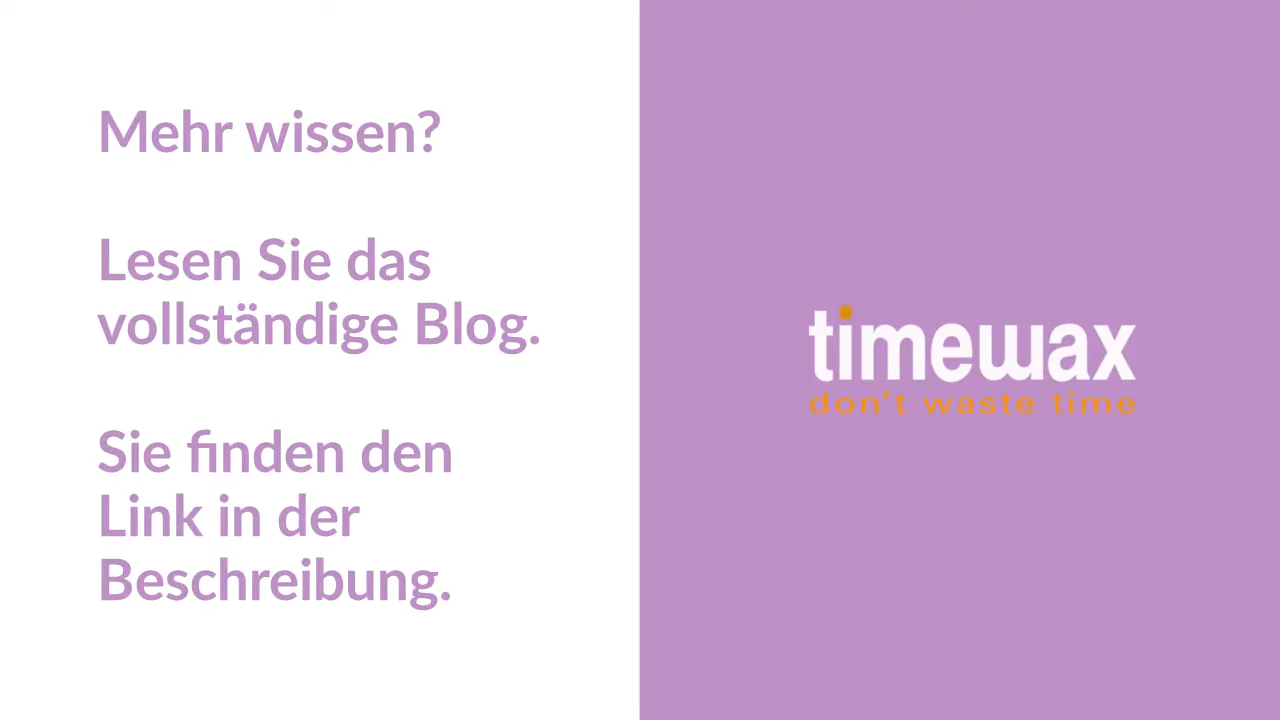 Mehr wissen?
Lesen Sie das
vollständige Blog.
Sie finden den
Link in der
Beschreibung.
timewax
don't waste time